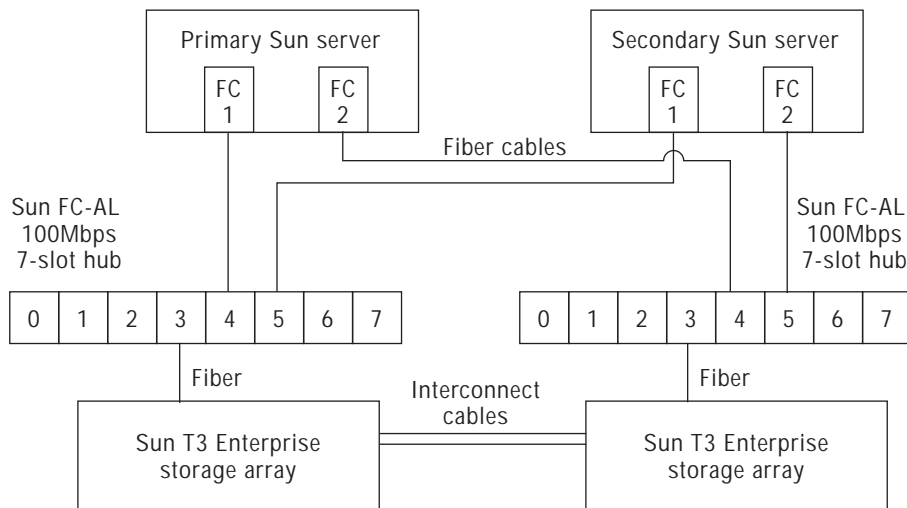 Primary Sun server
Secondary Sun server
FC
1
FC
2
FC
1
FC
2
Fiber cables
Sun FC-AL
100Mbps
7-slot hub
Sun FC-AL
100Mbps
7-slot hub
0 1 2 3 4 5 6 7
0 1 2 3 4 5 6 7
Fiber
Fiber
Interconnect
cables
Sun T3 Enterprise
storage array
Sun T3 Enterprise
storage array